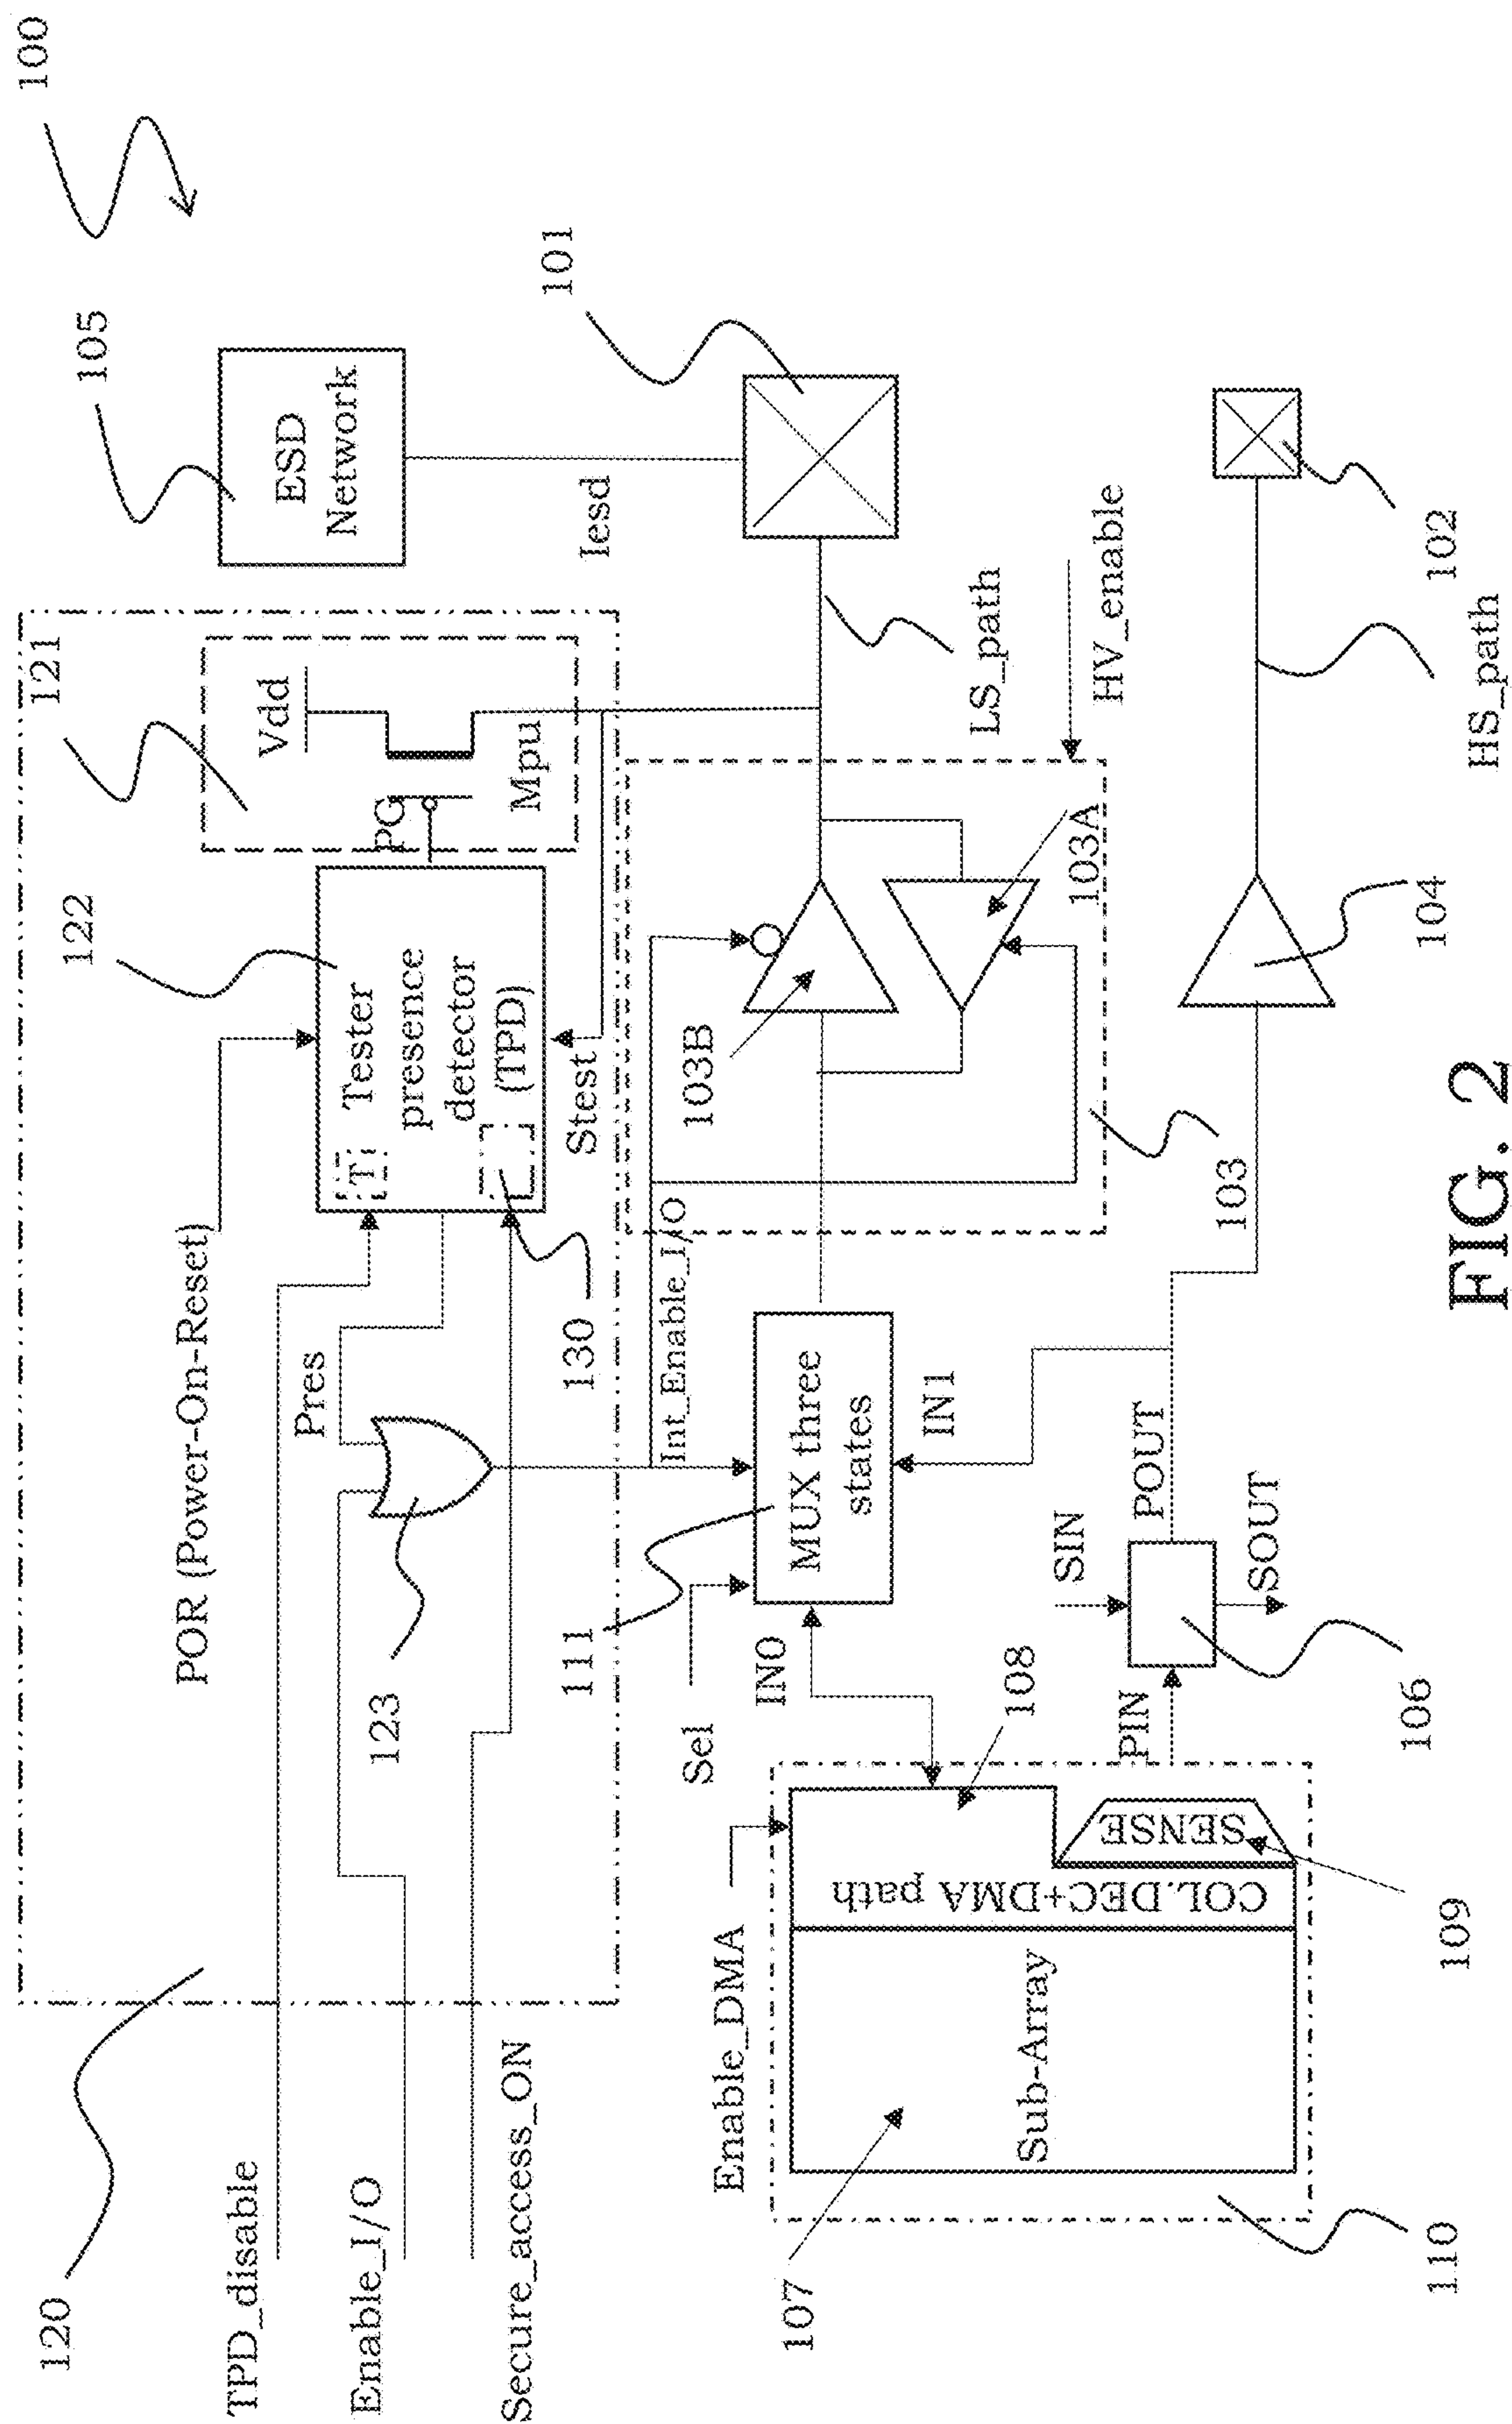 100
120
TPD_disable
Enable_I/O
Secure_access_ON
POR (Power-On-Reset)
Pres
123
122
T
Tester
presence
detector
(TPD)
130
121
Vdd
PG
Mpu
Stest
105
ESD
Network
Iesd
101
Int_Enable_I/O
111
Sel
MUX three
states
IN0
IN1
103B
103A
103
LS_path
HV_enable
Enable_DMA
107
Sub-Array
COL.DEC+DMA path
SENSE
108
109
110
PIN
SIN
SOUT
POUT
106
104
HS_path
102
FIG. 2